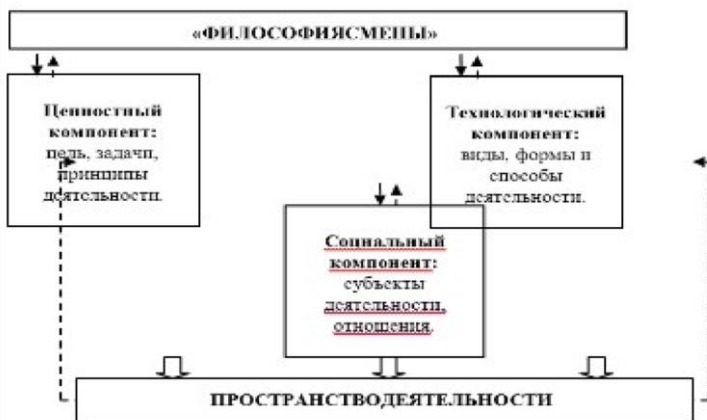 «ФИЛОСОФИЯСМЕНЫ»
Ценностный
компонент:
цель, задачи,
принципы
деятельности.
Технологический
компонент:
виды, формы и
способы
деятельности.
Социальный
компонент:
субъекты
деятельности,
отношения.
ПРОСТРАНСТВОДЕЯТЕЛЬНОСТИ